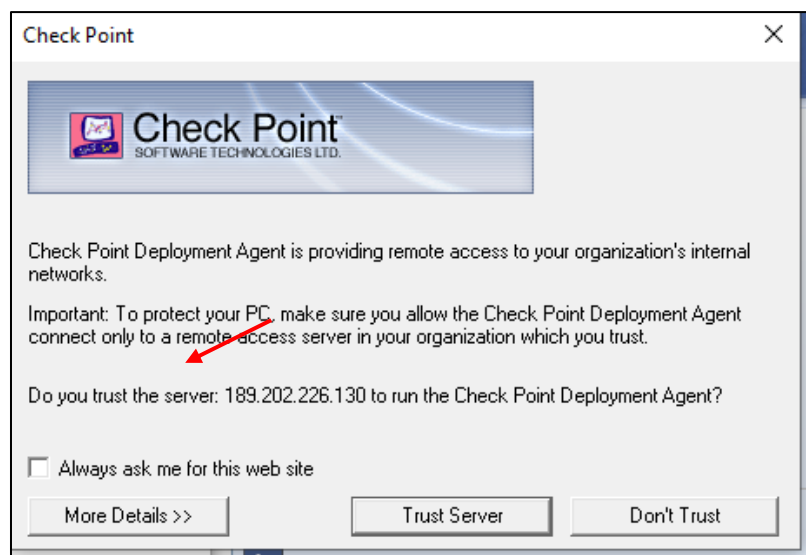 Check Point
Check Point™
SOFTWARE TECHNOLOGIES LTD.
Check Point Deployment Agent is providing remote access to your organization's internal
networks.
Important: To protect your PC, make sure you allow the Check Point Deployment Agent
connect only to a remote access server in your organization which you trust.
Do you trust the server: 189.202.226.130 to run the Check Point Deployment Agent?
Always ask me for this web site
More Details >>
Trust Server
Don't Trust